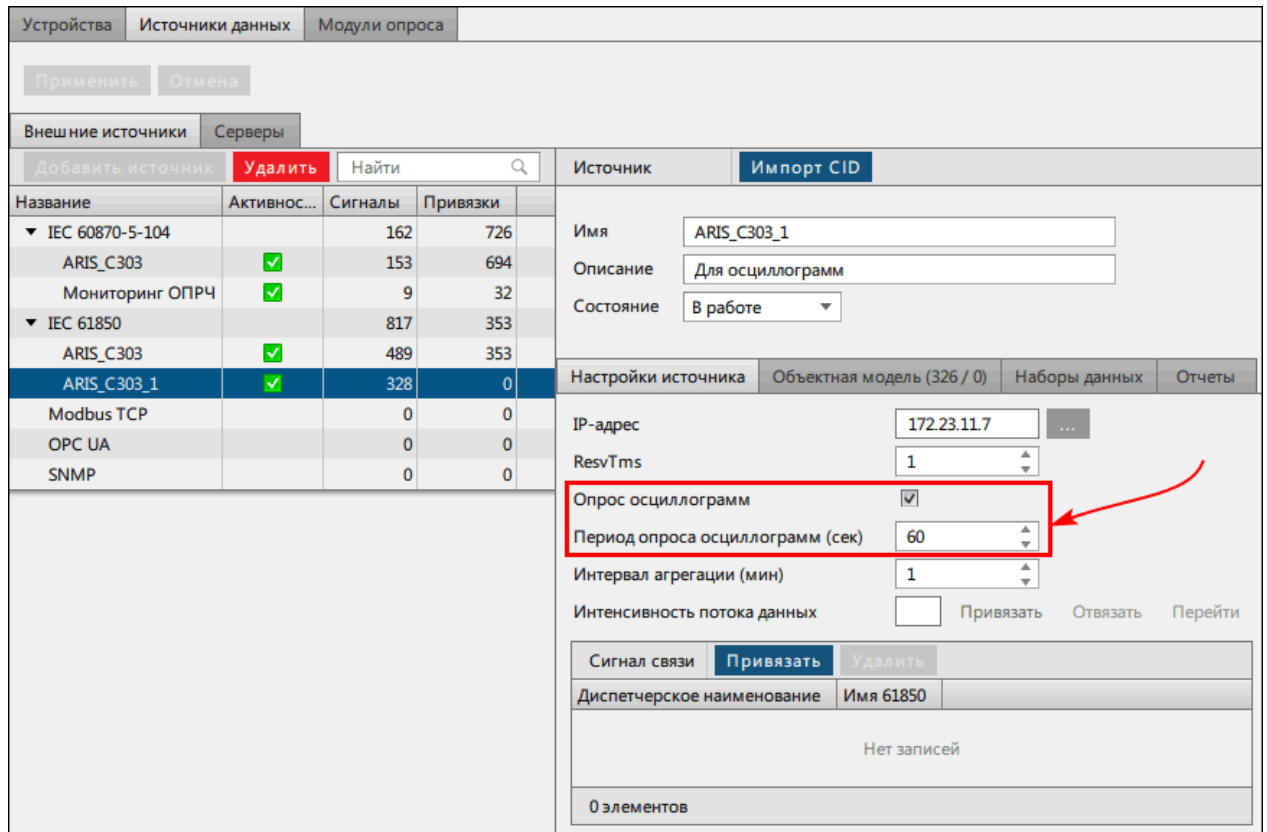 Устройства Источники данных Модули опроса
Применить Отмена
Внешние источники Серверы
Добавить источник Удалить Найти
Название Активнос... Сигналы Привязки
IEC 60870-5-104 162 726
ARIS_C303 153 694
Мониторинг ОПРЧ 9 32
IEC 61850 817 353
ARIS_C303 489 353
ARIS_C303_1 328 0
Modbus TCP 0 0
OPC UA 0 0
SNMP 0 0
Источник Импорт CID
Имя ARIS_C303_1
Описание Для осциллограмм
Состояние В работе
Настройки источника Объектная модель (326 / 0) Наборы данных Отчеты
IP-адрес 172.23.11.7 ...
ResvTms 1
Опрос осциллограмм
Период опроса осциллограмм (сек) 60
Интервал агрегации (мин) 1
Интенсивность потока данных Привязать Отвязать Перейти
Сигнал связи Привязать Удалить
Диспетчерское наименование Имя 61850
Нет записей
0 элементов